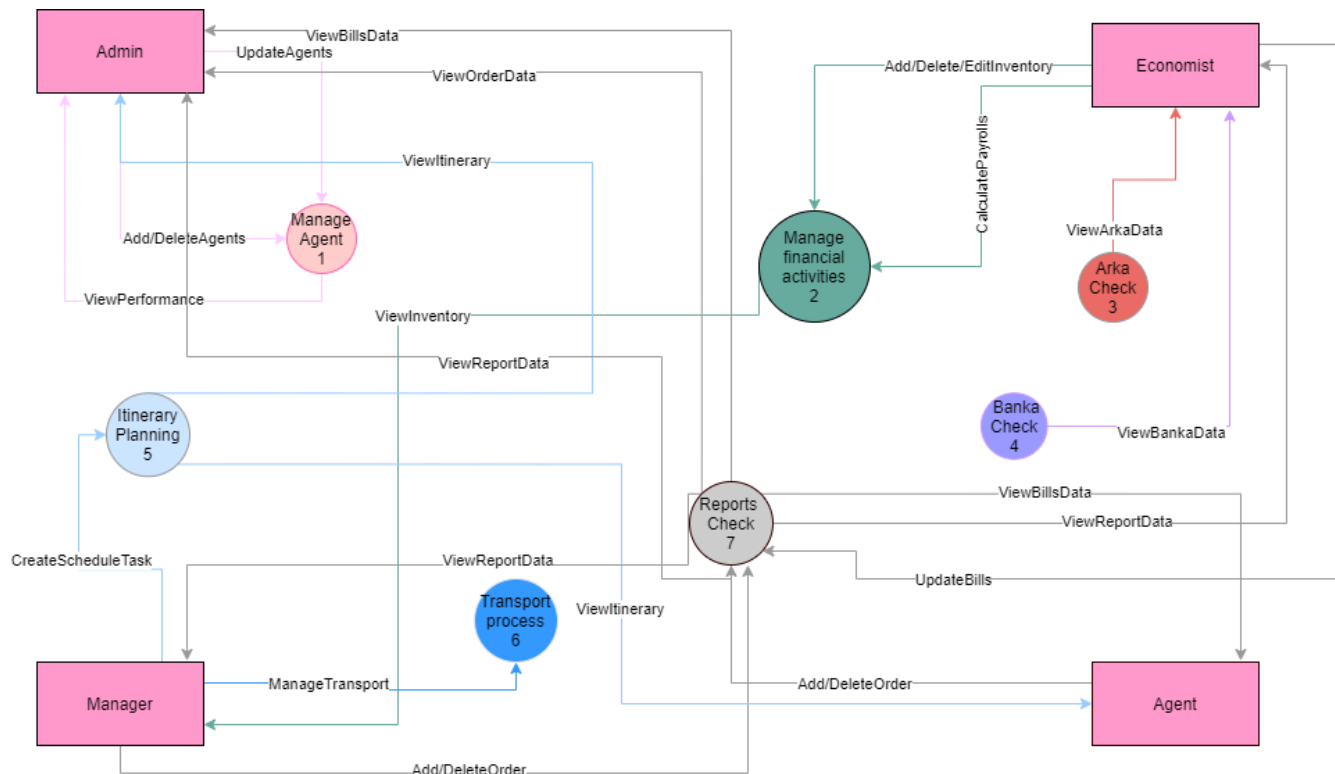 ViewBillsData
Admin
UpdateAgents
Economist
Add/Delete/EditInventory
ViewOrderData
CalculatePayrolls
ViewItinerary
Manage
Agent
1
Add/DeleteAgents
Manage
financial
activities
2
ViewArkaData
Arka
Check
3
ViewPerformance
ViewInventory
ViewReportData
Itinerary
Planning
5
Banka
Check
4
ViewBankaData
ViewBillsData
Reports
Check
7
ViewReportData
CreateScheduleTask
ViewReportData
UpdateBills
Transport
process
6
ViewItinerary
ManageTransport
Add/DeleteOrder
Manager
Agent
Add/DeleteOrder